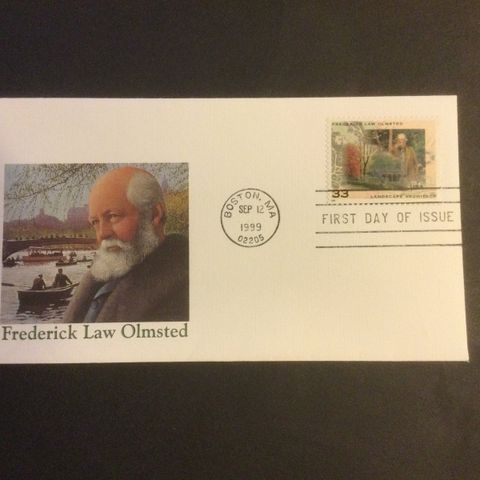 FREDERICK LAW OLMSTED
33
LANDSCAPE ARCHITECT
BOSTON, MA
SEP 12
1999
02205
FIRST DAY OF ISSUE
Frederick Law Olmsted